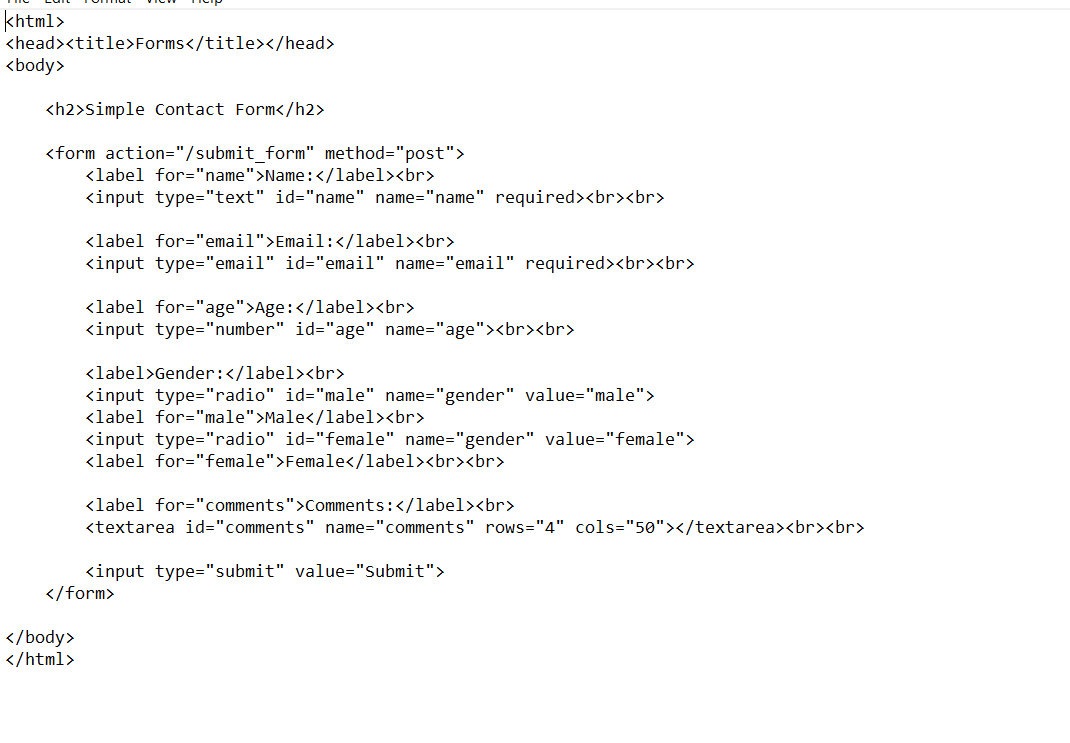 File Edit Format View Help
<html>
<head><title>Forms</title></head>
<body>

    <h2>Simple Contact Form</h2>

    <form action="/submit_form" method="post">
        <label for="name">Name:</label><br>
        <input type="text" id="name" name="name" required><br><br>

        <label for="email">Email:</label><br>
        <input type="email" id="email" name="email" required><br><br>

        <label for="age">Age:</label><br>
        <input type="number" id="age" name="age"><br><br>

        <label>Gender:</label><br>
        <input type="radio" id="male" name="gender" value="male">
        <label for="male">Male</label><br>
        <input type="radio" id="female" name="gender" value="female">
        <label for="female">Female</label><br><br>

        <label for="comments">Comments:</label><br>
        <textarea id="comments" name="comments" rows="4" cols="50"></textarea><br><br>

        <input type="submit" value="Submit">
    </form>

</body>
</html>